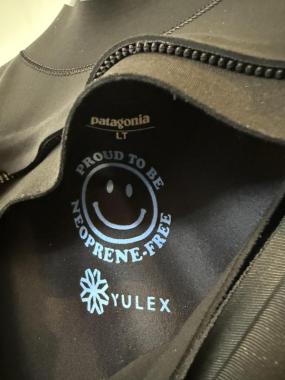 patagonia
LT
PROUD TO BE
NEOPRENE-FREE
YULEX